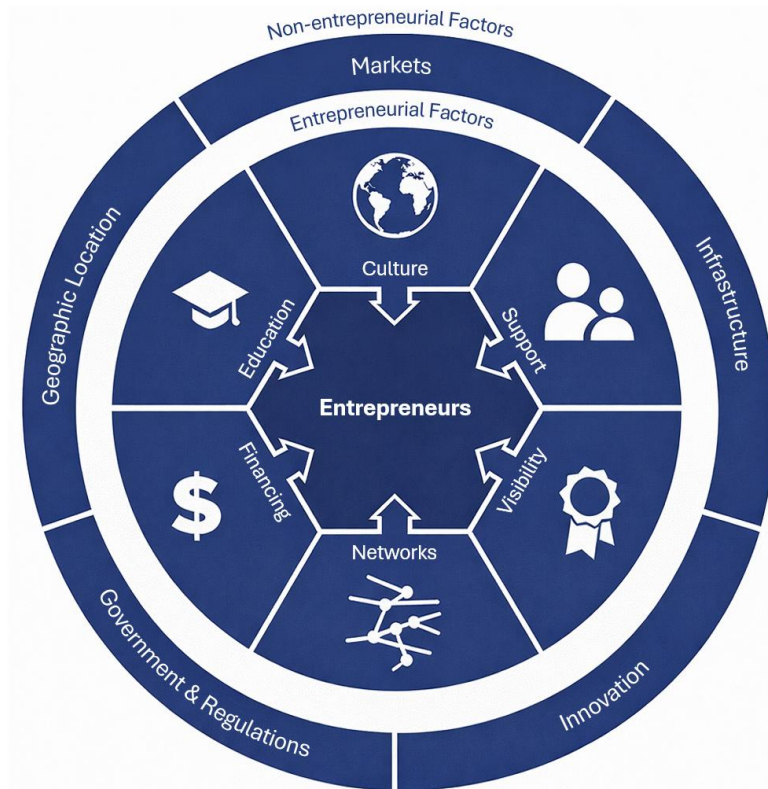 Non-entrepreneurial Factors
Markets
Entrepreneurial Factors
Culture
Geographic Location
Infrastructure
Education
Support
Entrepreneurs
Financing
Visibility
$
Networks
Government & Regulations
Innovation